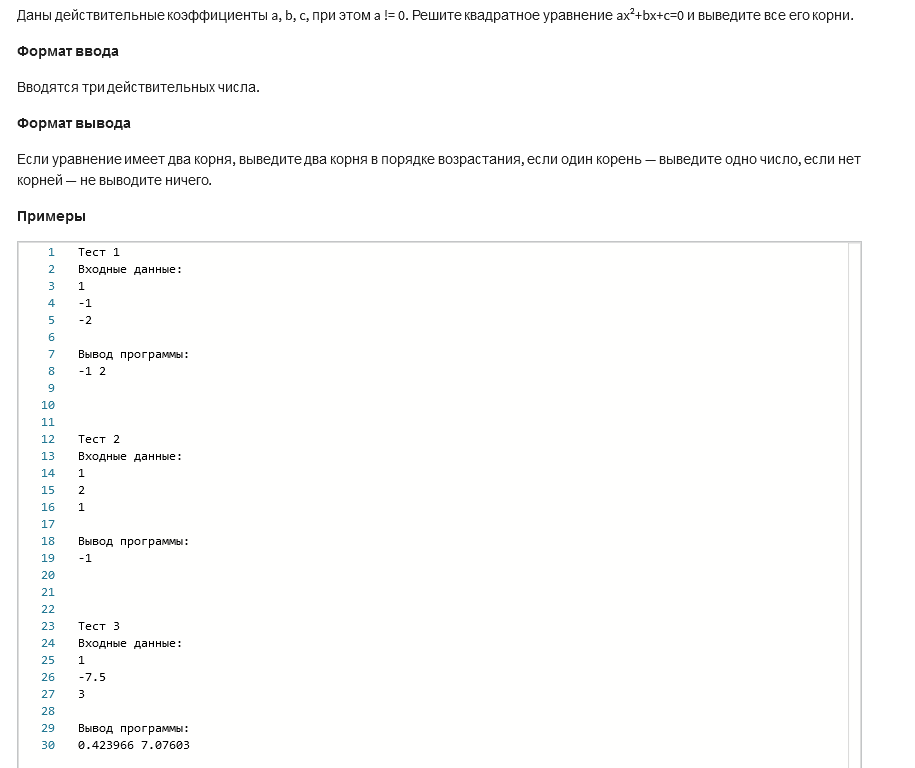 Даны действительные коэффициенты a, b, c, при этом a != 0. Решите квадратное уравнение ax²+bx+c=0 и выведите все его корни.
Формат ввода
Вводятся три действительных числа.
Формат вывода
Если уравнение имеет два корня, выведите два корня в порядке возрастания, если один корень — выведите одно число, если нет
корней — не выводите ничего.
Примеры
1 Тест 1
2 Входные данные:
3 1
4 -1
5 -2
6
7 Вывод программы:
8 -1 2
9
10
11
12 Тест 2
13 Входные данные:
14 1
15 2
16 1
17
18 Вывод программы:
19 -1
20
21
22
23 Тест 3
24 Входные данные:
25 1
26 -7.5
27 3
28
29 Вывод программы:
30 0.423966 7.07603